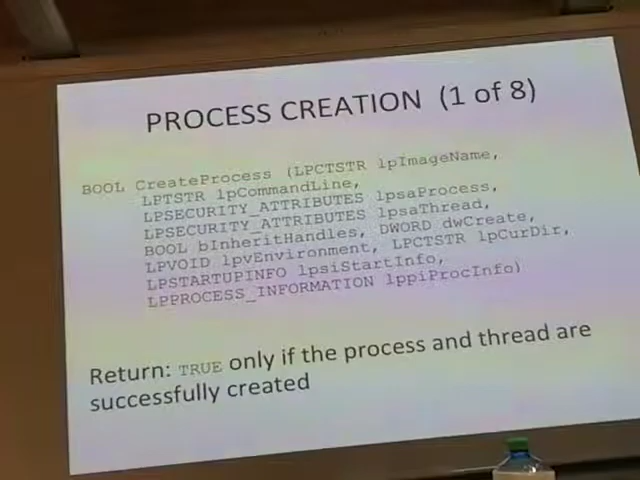 PROCESS CREATION (1 of 8)
BOOL CreateProcess (LPCTSTR lpImageName,
LPTSTR lpCommandLine,
LPSECURITY_ATTRIBUTES lpsaProcess,
LPSECURITY_ATTRIBUTES lpsaThread,
BOOL bInheritHandles, DWORD dwCreate,
LPVOID lpvEnvironment, LPCTSTR lpCurDir,
LPSTARTUPINFO lpsiStartInfo,
LPPROCESS_INFORMATION lppiProcInfo)
Return: TRUE only if the process and thread are
successfully created